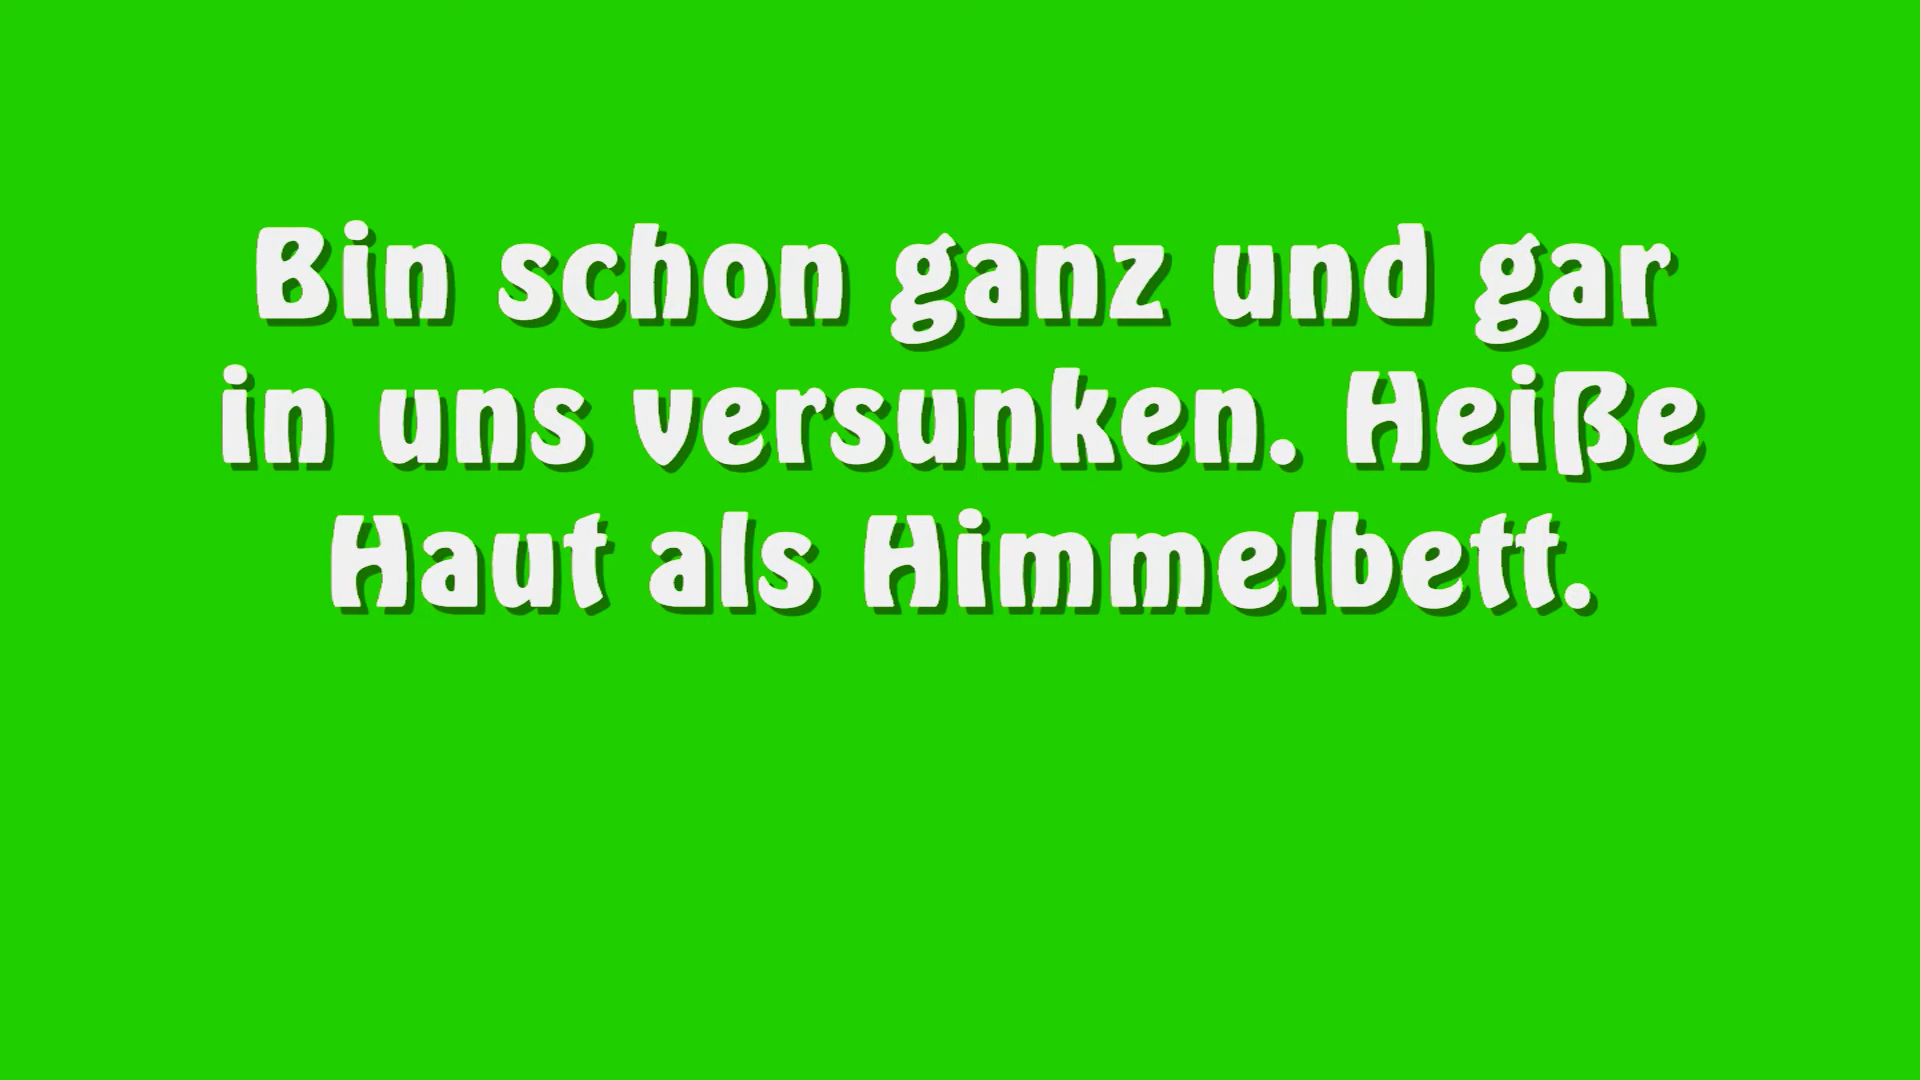 Bin schon ganz und gar
in uns versunken. Heiße
Haut als Himmelbett.